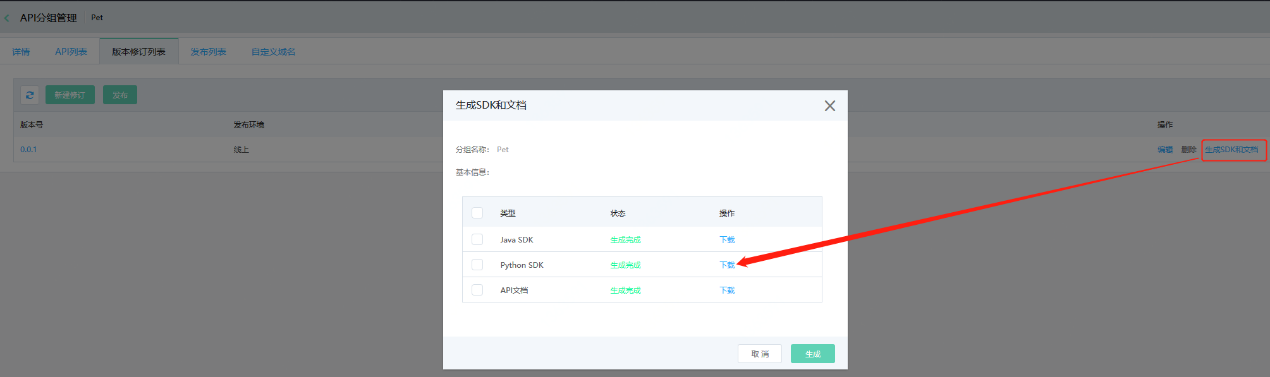 API分组管理 Pet
详情 API列表 版本修订列表 发布列表 自定义域名
新建修订 发布
版本号 发布环境 操作
0.0.1 线上 编辑 删除 生成SDK和文档
生成SDK和文档
分组名称: Pet
基本信息:
类型 状态 操作
Java SDK 生成完成 下载
Python SDK 生成完成 下载
API文档 生成完成 下载
取消 生成